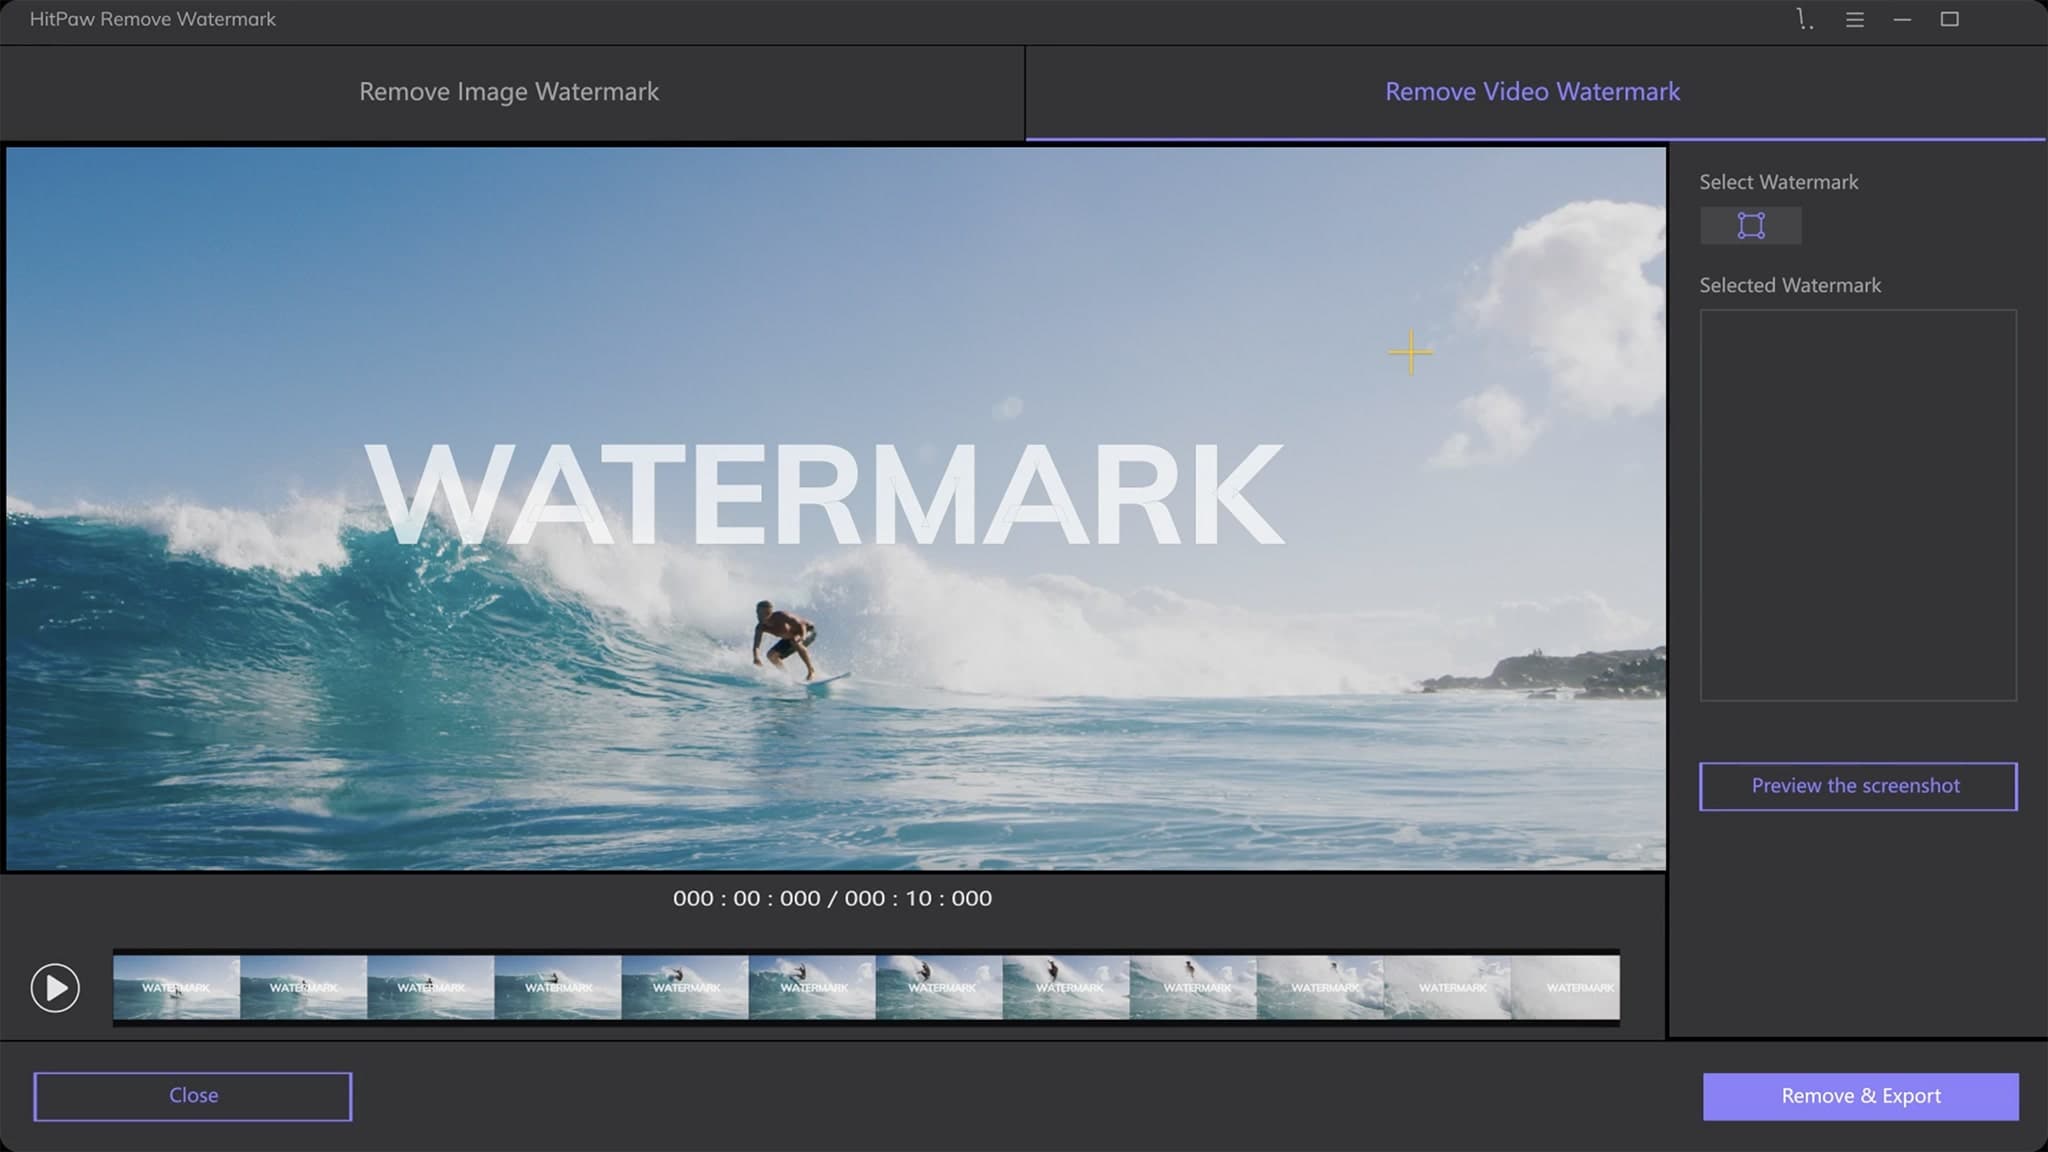 HitPaw Remove Watermark
Remove Image Watermark
Remove Video Watermark
Select Watermark
Selected Watermark
WATERMARK
Preview the screenshot
000 : 00 : 000 / 000 : 10 : 000
WATERMARK WATERMARK WATERMARK WATERMARK WATERMARK WATERMARK WATERMARK WATERMARK WATERMARK WATERMARK WATERMARK WATERMARK
Close
Remove & Export